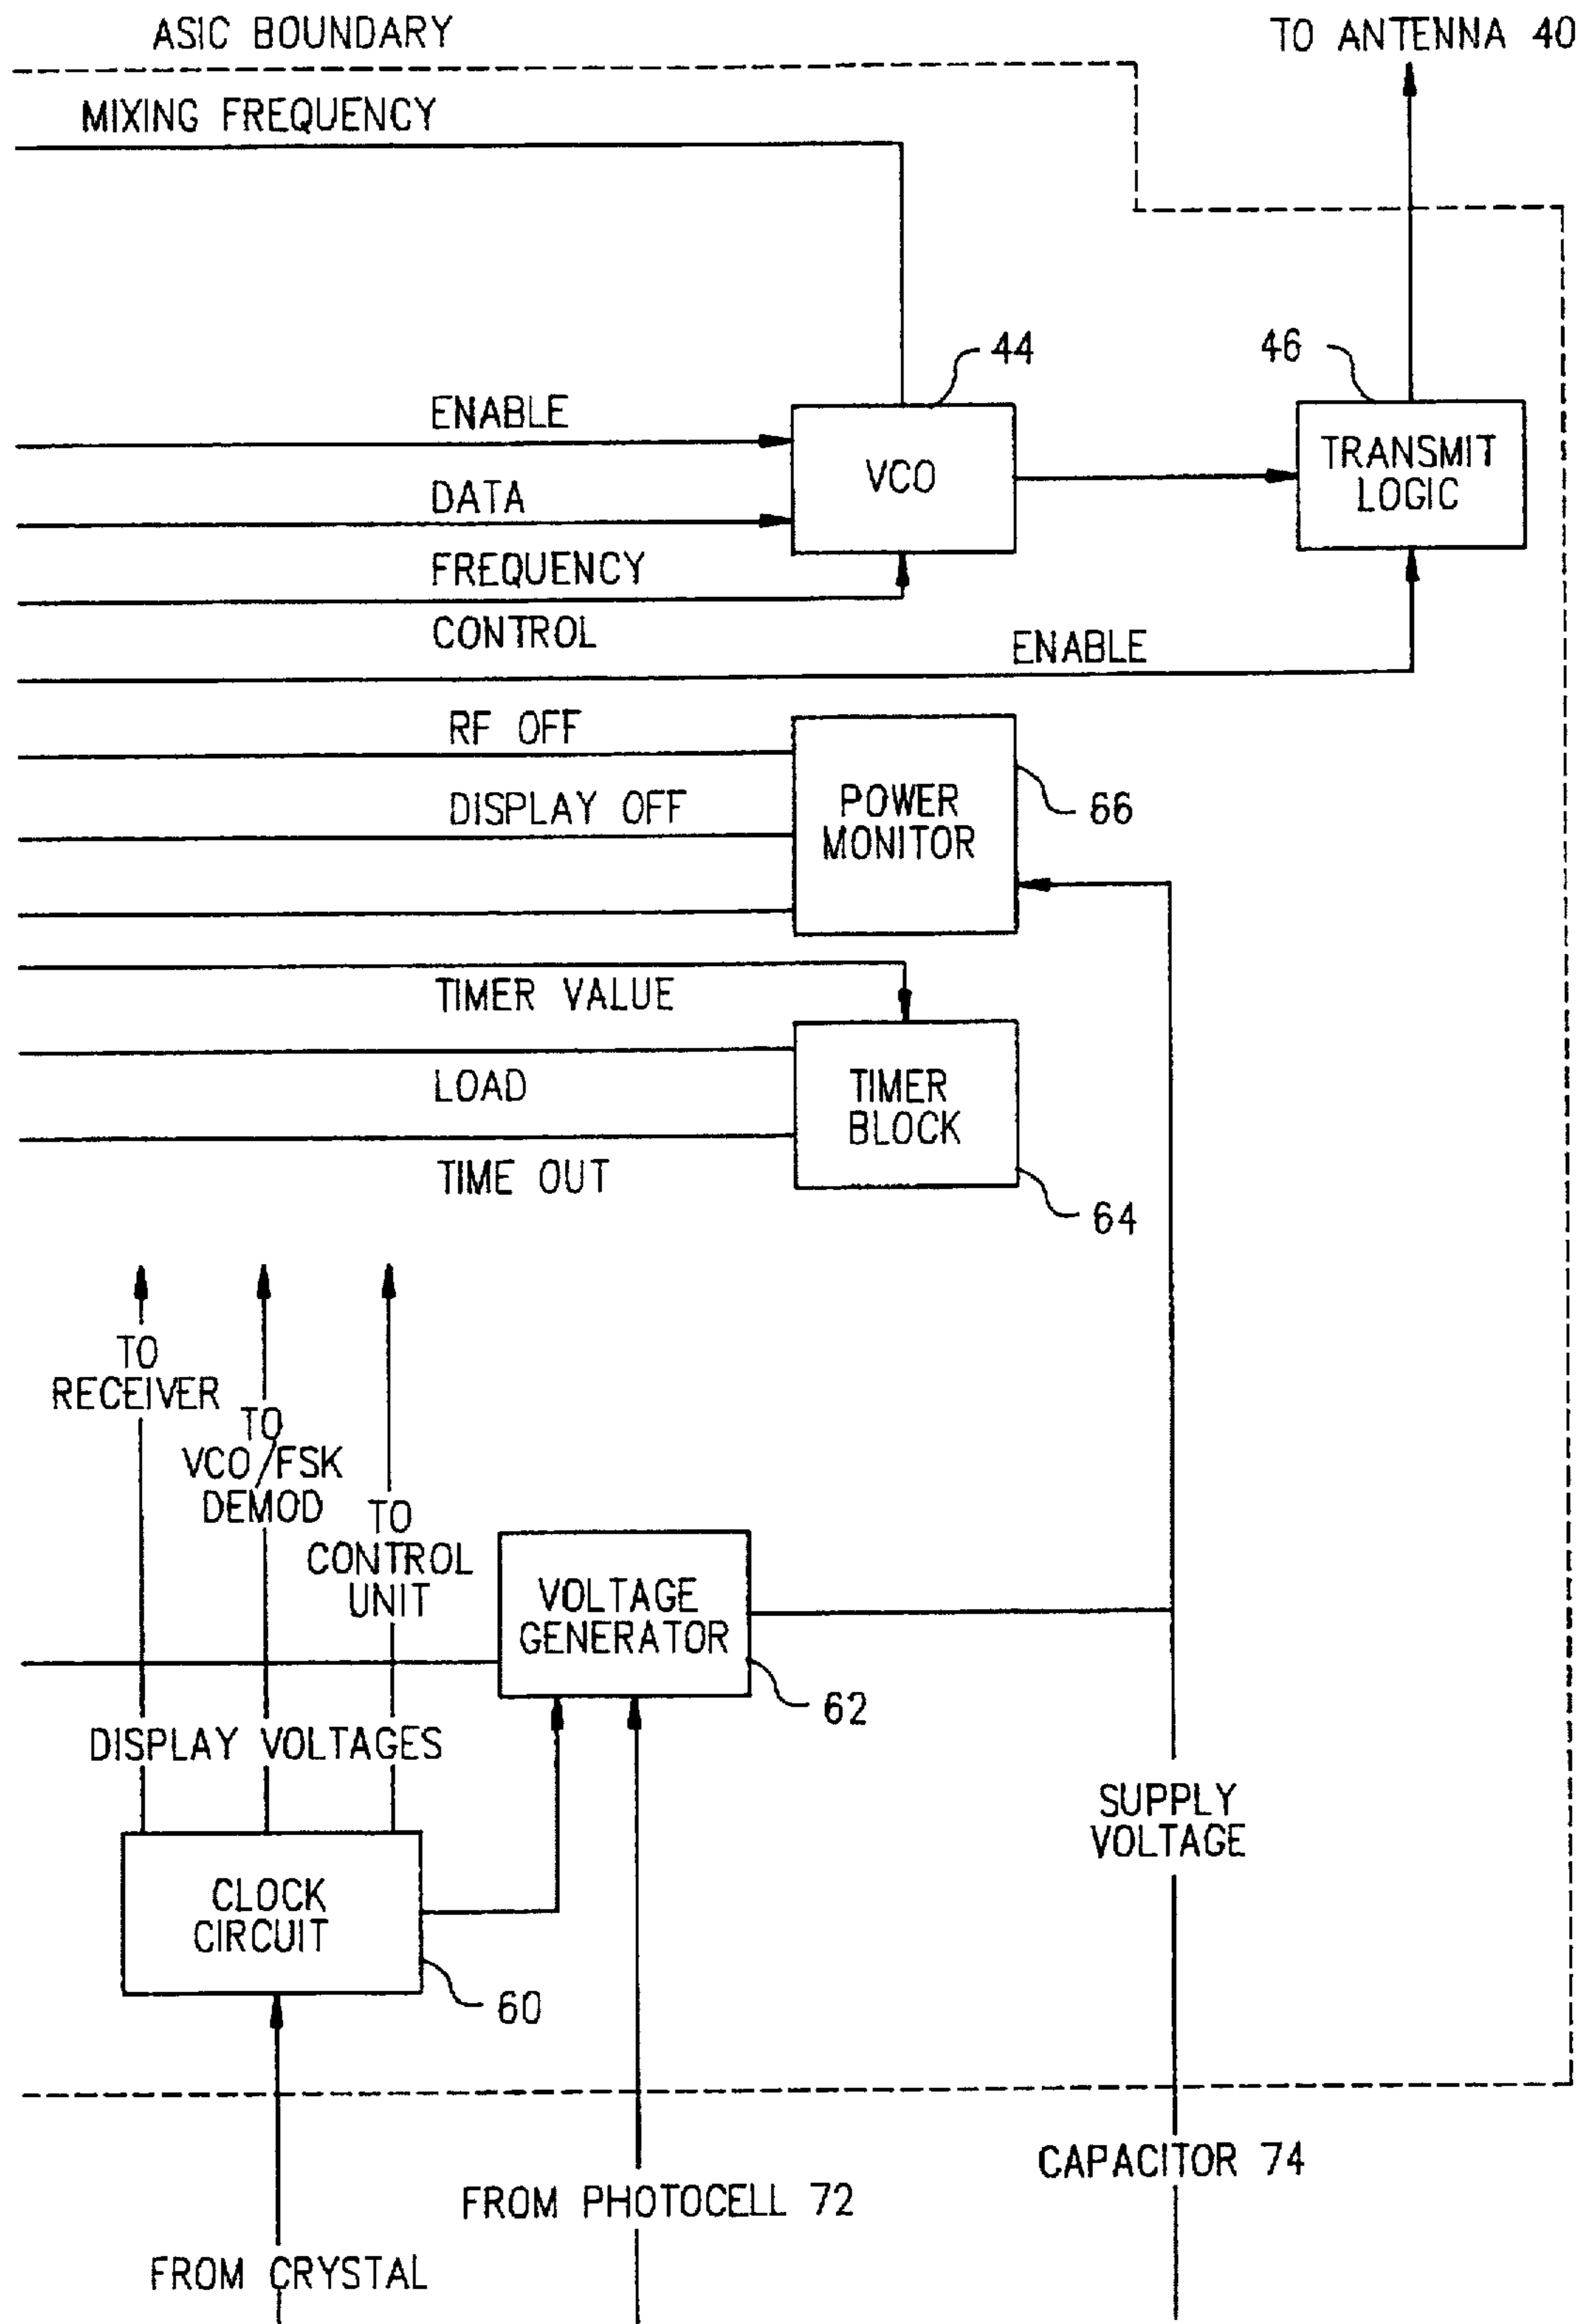 ASIC BOUNDARY
TO ANTENNA 40
MIXING FREQUENCY
44
46
ENABLE
VCO
TRANSMIT
LOGIC
DATA
FREQUENCY
CONTROL
ENABLE
RF OFF
DISPLAY OFF
POWER
MONITOR
66
TIMER VALUE
LOAD
TIMER
BLOCK
TIME OUT
64
TO
RECEIVER
TO
VCO/FSK
DEMOD
TO
CONTROL
UNIT
VOLTAGE
GENERATOR
62
DISPLAY VOLTAGES
SUPPLY
VOLTAGE
CLOCK
CIRCUIT
60
CAPACITOR 74
FROM PHOTOCELL 72
FROM CRYSTAL